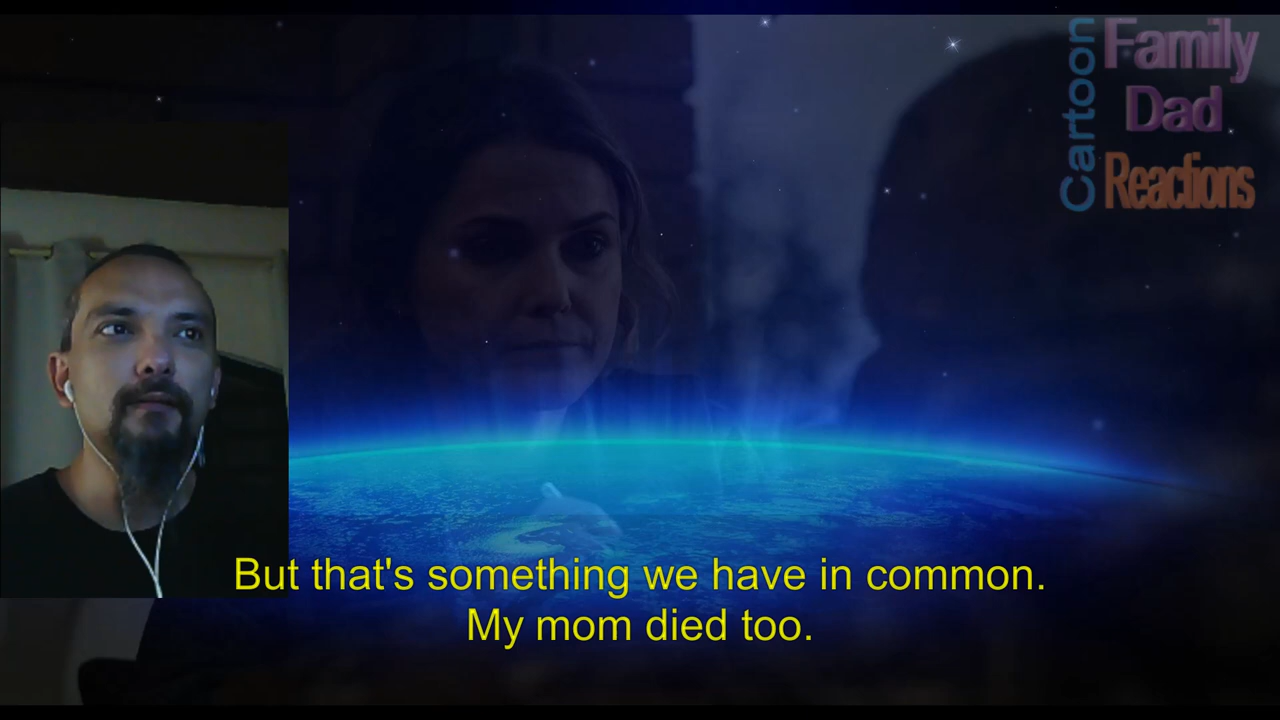 Cartoon
Family
Dad
Reactions
But that's something we have in common.
My mom died too.